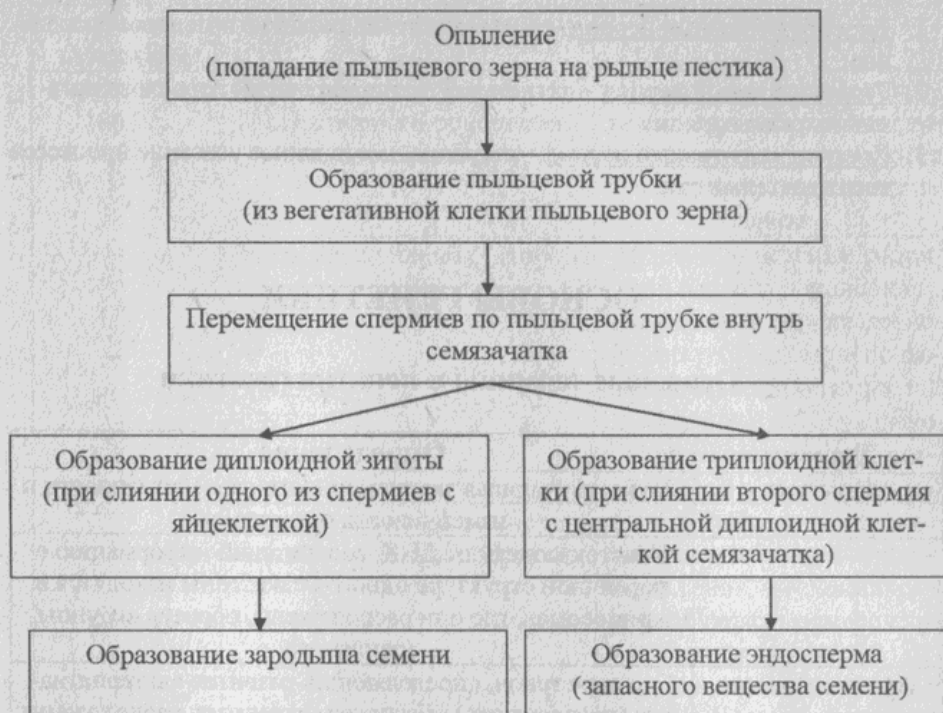 Опыление
(попадание пыльцевого зерна на рыльце пестика)
Образование пыльцевой трубки
(из вегетативной клетки пыльцевого зерна)
Перемещение спермиев по пыльцевой трубке внутрь
семязачатка
Образование диплоидной зиготы
(при слиянии одного из спермиев с
яйцеклеткой)
Образование триплоидной клет-
ки (при слиянии второго спермия
с центральной диплоидной клет-
кой семязачатка)
Образование зародыша семени
Образование эндосперма
(запасного вещества семени)